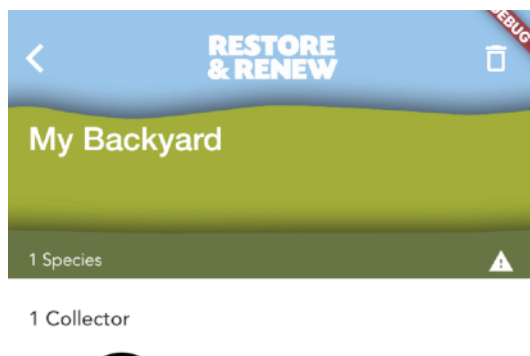 DEBUG
RESTORE
& RENEW
My Backyard
1 Species
1 Collector